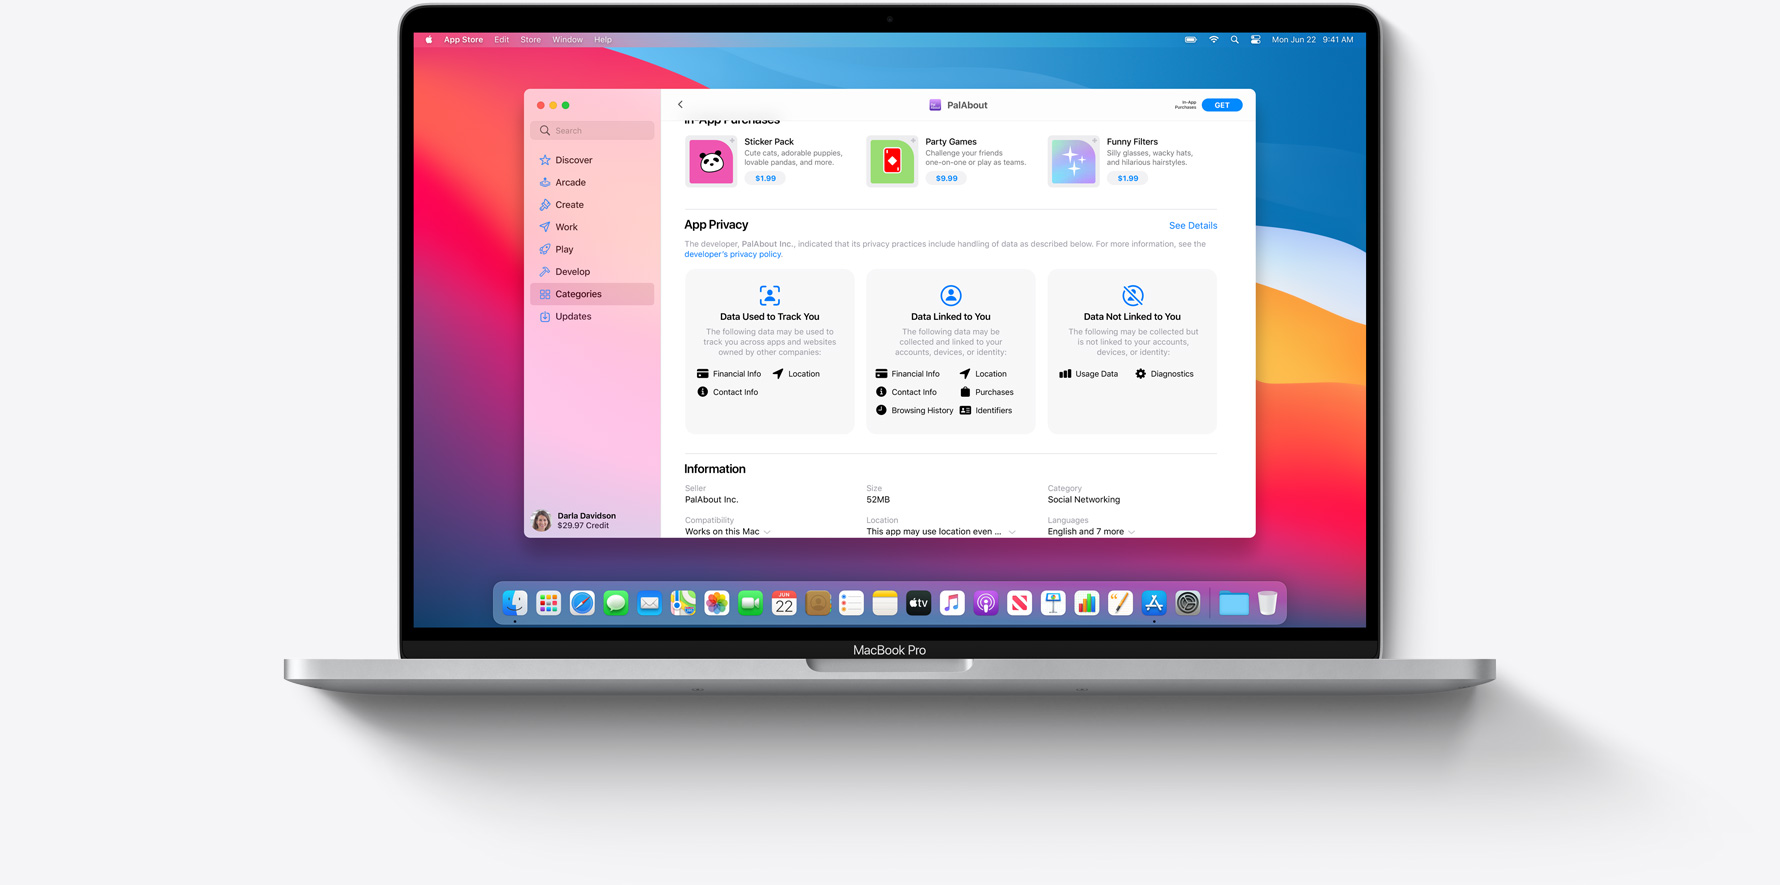 App Store Edit Store Window Help
Mon Jun 22 9:41 AM
PalAbout
In-App
Purchases
GET
Search
Discover
Arcade
Create
Work
Play
Develop
Categories
Updates
Darla Davidson
$29.97 Credit
In-App Purchases
Sticker Pack
Cute cats, adorable puppies,
lovable pandas, and more.
$1.99
Party Games
Challenge your friends
one-on-one or play as teams.
$9.99
Funny Filters
Silly glasses, wacky hats,
and hilarious hairstyles.
$1.99
App Privacy
See Details
The developer, PalAbout Inc., indicated that its privacy practices include handling of data as described below. For more information, see the
developer's privacy policy.
Data Used to Track You
The following data may be used to
track you across apps and websites
owned by other companies:
Financial Info Location
Contact Info
Data Linked to You
The following data may be
collected and linked to your
accounts, devices, or identity:
Financial Info Location
Contact Info Purchases
Browsing History Identifiers
Data Not Linked to You
The following may be collected but
is not linked to your accounts,
devices, or identity:
Usage Data Diagnostics
Information
Seller
PalAbout Inc.
Size
52MB
Category
Social Networking
Compatibility
Works on this Mac
Location
This app may use location even ...
Languages
English and 7 more
JUN
22
tv
MacBook Pro